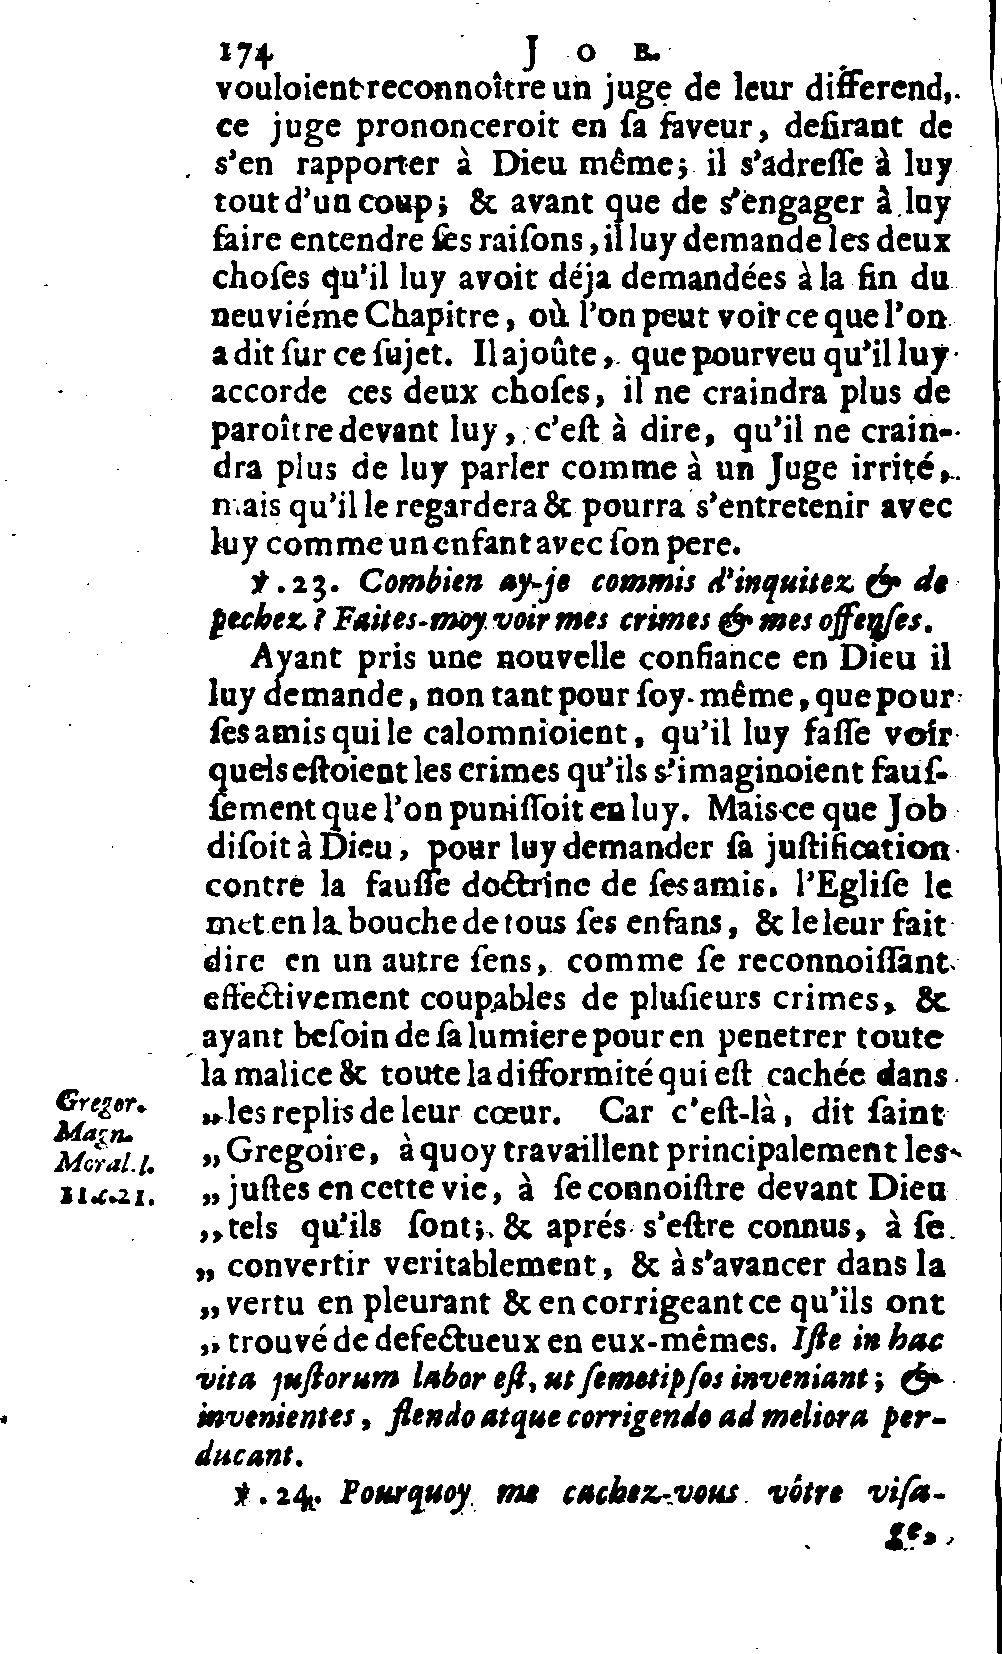 174 JOB.
vouloient reconnoître un juge de leur différend,
ce juge prononceroit en ſa faveur, deſirant de
s'en rapporter à Dieu même; il s'adreſſe à luy
tout d'un coup; & avant que de s'engager à luy
faire entendre ſes raiſons, il luy demande les deux
choſes qu'il luy avoit déja demandées à la fin du
neuviéme Chapitre, où l'on peut voir ce que l'on
a dit ſur ce ſujet. Il ajoûte, que pourveu qu'il luy
accorde ces deux choſes, il ne craindra plus de
paroître devant luy, c'eſt à dire, qu'il ne crain-
dra plus de luy parler comme à un Juge irrité,
mais qu'il le regardera & pourra s'entretenir avec
luy comme un enfant avec ſon pere.
℣. 23. Combien ay-je commis d'inquitez & de
pechez? Faites-moy voir mes crimes & mes offenſes.
Ayant pris une nouvelle confiance en Dieu il
luy demande, non tant pour ſoy-même, que pour
ſes amis qui le calomnioient, qu'il luy faſſe voir
quels eſtoient les crimes qu'ils s'imaginoient fauſ-
ſement que l'on puniſſoit en luy. Mais ce que Job
diſoit à Dieu, pour luy demander ſa juſtification
contre la fauſſe doctrine de ſes amis. l'Egliſe le
met en la bouche de tous ſes enfans, & le leur fait
dire en un autre ſens, comme ſe reconnoiſſant
effectivement coupables de pluſieurs crimes, &
ayant beſoin de ſa lumiere pour en penetrer toute
la malice & toute la difformité qui eſt cachée dans
„ les replis de leur cœur. Car c'eſt-là, dit ſaint
„ Gregoire, à quoy travaillent principalement les
„ juſtes en cette vie, à ſe connoiſtre devant Dieu
„ tels qu'ils ſont; & aprés s'eſtre connus, à ſe
„ convertir veritablement, & à s'avancer dans la
„ vertu en pleurant & en corrigeant ce qu'ils ont
„ trouvé de defectueux en eux-mêmes. Iſte in hac
vita juſtorum labor eſt, ut ſemetipſos inveniant; &
invenientes, flendo atque corrigendo ad meliora per-
ducant.
℣. 24. Pourquoy me cachez-vous vôtre viſa-
ge,
Gregor.
Magn.
Moral. l.
11. c. 21.